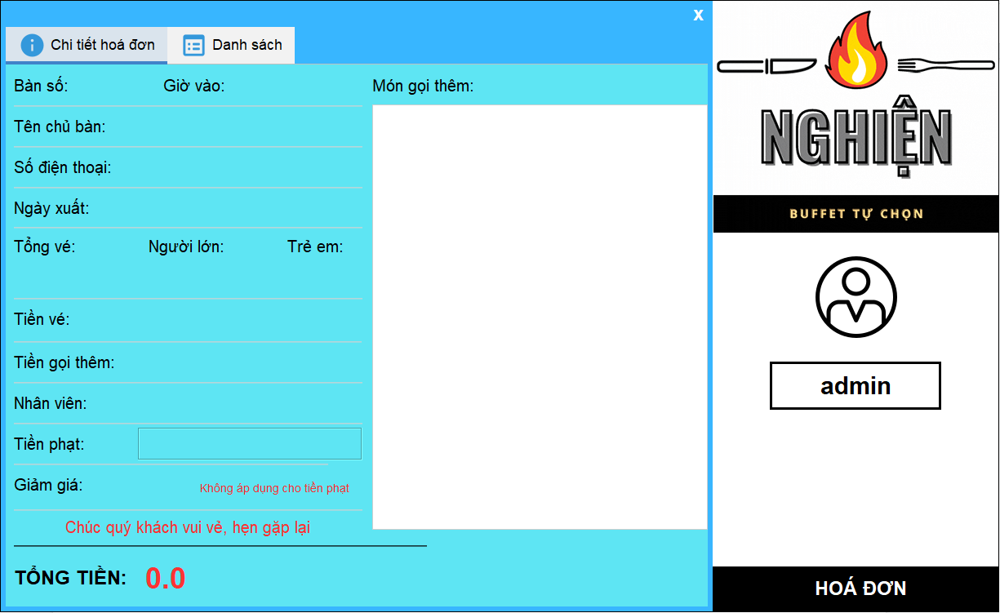 X
Chi tiết hoá đơn Danh sách
Bàn số: Giờ vào: Món gọi thêm:
Tên chủ bàn:
Số điện thoại:
Ngày xuất:
Tổng vé: Người lớn: Trẻ em:
Tiền vé:
Tiền gọi thêm:
Nhân viên:
Tiền phạt:
Giảm giá: Không áp dụng cho tiền phạt
Chúc quý khách vui vẻ, hẹn gặp lại
TỔNG TIỀN: 0.0
NGHIỆN
BUFFET TỰ CHỌN
admin
HOÁ ĐƠN